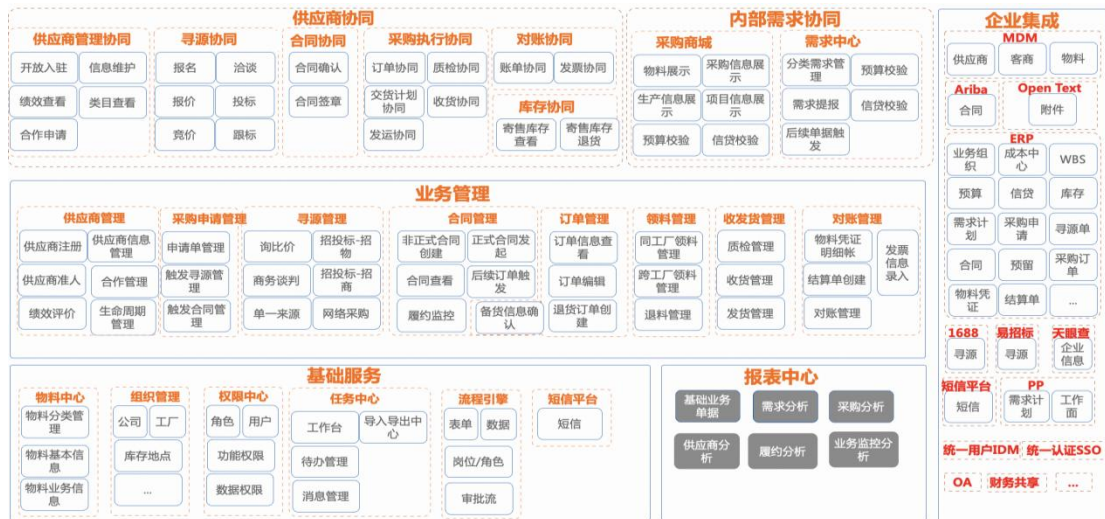 供应商协同
供应商管理协同
开放入驻
信息维护
绩效查看
类目查看
合作申请
寻源协同
报名
洽谈
报价
投标
竞价
跟标
合同协同
合同确认
合同签章
采购执行协同
订单协同
质检协同
交货计划
协同
收货协同
发运协同
对账协同
账单协同
发票协同
库存协同
寄售库存
查看
寄售库存
退货
内部需求协同
采购商城
物料展示
采购信息展
示
生产信息展
示
项目信息展
示
预算校验
信贷校验
需求中心
分类需求管
理
预算校验
需求提报
信贷校验
后续单据触
发
企业集成
MDM
供应商
客商
物料
Ariba
合同
Open Text
附件
ERP
业务组
织
成本中
心
WBS
预算
信贷
库存
需求计
划
采购申
请
寻源单
合同
预留
采购订
单
物料凭
证
结算单
...
1688
寻源
易招标
寻源
天眼查
企业
信息
短信平台
短信
PP
需求计
划
工作
面
统一用户IDM
统一认证SSO
OA
财务共享
...
业务管理
供应商管理
供应商注册
供应商信息
管理
供应商准人
合作管理
绩效评价
生命周期
管理
采购申请管理
申请单管理
触发寻源管
理
触发合同管
理
寻源管理
询比价
招投标-招
物
商务谈判
招投标-招
商
单一来源
网络采购
合同管理
非正式合同
创建
正式合同发
起
合同查看
后续订单触
发
履约监控
备货信息确
认
订单管理
订单信息查
看
订单编辑
退货订单创
建
领料管理
同工厂领料
管理
跨工厂领料
管理
退料管理
收发货管理
质检管理
收货管理
发货管理
对账管理
物料凭证
明细帐
结算单创建
对账管理
发票
信息
录入
基础服务
物料中心
物料分类管
理
物料基本信
息
物料业务信
息
组织管理
公司
工厂
库存地点
...
权限中心
角色
用户
功能权限
数据权限
任务中心
工作台
导入导出中
心
待办管理
消息管理
流程引擎
表单
数据
岗位/角色
审批流
短信平台
短信
报表中心
基础业务
单据
需求分析
采购分析
供应商分
析
履约分析
业务监控分
析